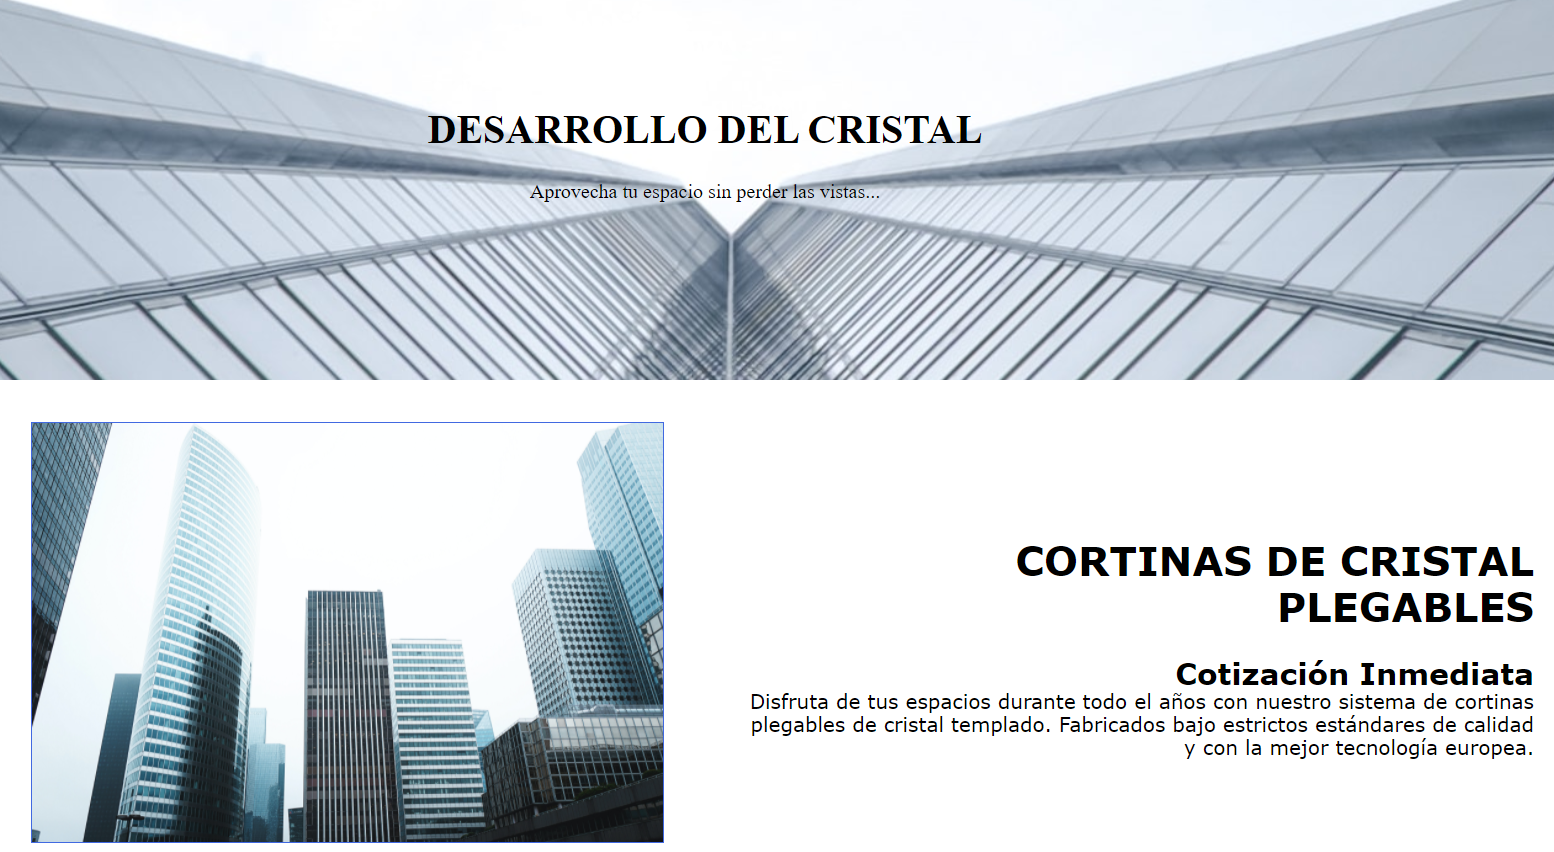 DESARROLLO DEL CRISTAL
Aprovecha tu espacio sin perder las vistas...
CORTINAS DE CRISTAL
PLEGABLES
Cotización Inmediata
Disfruta de tus espacios durante todo el años con nuestro sistema de cortinas
plegables de cristal templado. Fabricados bajo estrictos estándares de calidad
y con la mejor tecnología europea.